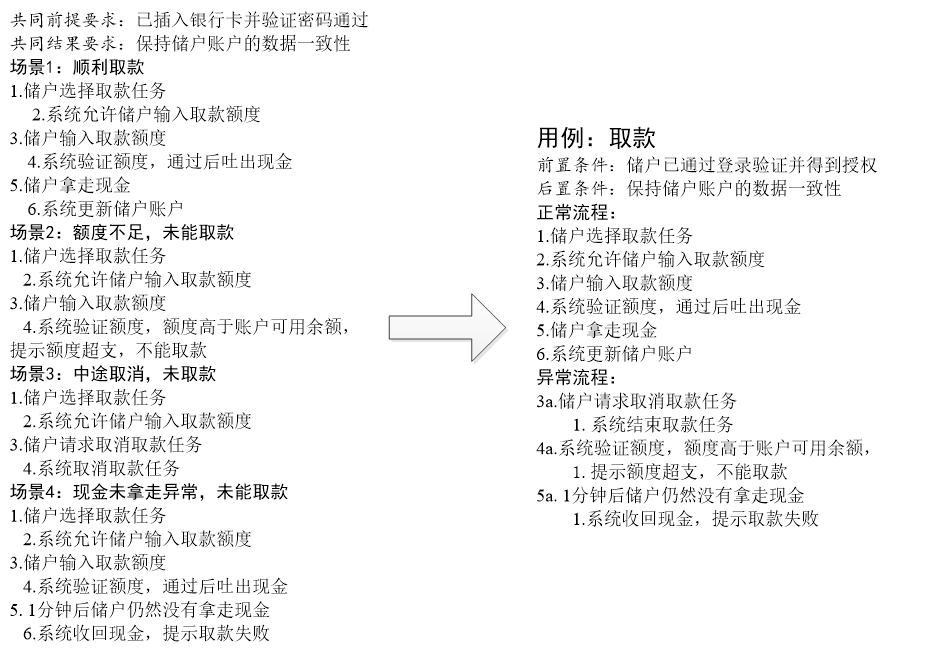 共同前提要求：已插入银行卡并验证密码通过
共同结果要求：保持储户账户的数据一致性
场景1：顺利取款
1.储户选择取款任务
2.系统允许储户输入取款额度
3.储户输入取款额度
4.系统验证额度，通过后吐出现金
5.储户拿走现金
6.系统更新储户账户
场景2：额度不足，未能取款
1.储户选择取款任务
2.系统允许储户输入取款额度
3.储户输入取款额度
4.系统验证额度，额度高于账户可用余额，
提示额度超支，不能取款
场景3：中途取消，未取款
1.储户选择取款任务
2.系统允许储户输入取款额度
3.储户请求取消取款任务
4.系统取消取款任务
场景4：现金未拿走异常，未能取款
1.储户选择取款任务
2.系统允许储户输入取款额度
3.储户输入取款额度
4.系统验证额度，通过后吐出现金
5. 1分钟后储户仍然没有拿走现金
6.系统收回现金，提示取款失败
用例：取款
前置条件：储户已通过登录验证并得到授权
后置条件：保持储户账户的数据一致性
正常流程：
1.储户选择取款任务
2.系统允许储户输入取款额度
3.储户输入取款额度
4.系统验证额度，通过后吐出现金
5.储户拿走现金
6.系统更新储户账户
异常流程：
3a.储户请求取消取款任务
1. 系统结束取款任务
4a.系统验证额度，额度高于账户可用余额，
1. 提示额度超支，不能取款
5a. 1分钟后储户仍然没有拿走现金
1.系统收回现金，提示取款失败